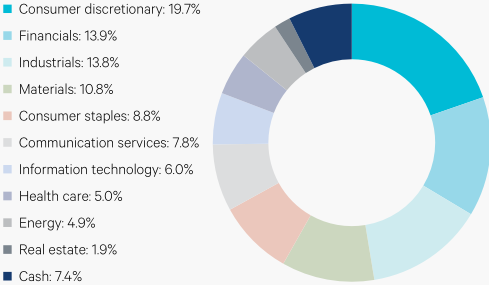 Consumer discretionary: 19.7%
Financials: 13.9%
Industrials: 13.8%
Materials: 10.8%
Consumer staples: 8.8%
Communication services: 7.8%
Information technology: 6.0%
Health care: 5.0%
Energy: 4.9%
Real estate: 1.9%
Cash: 7.4%